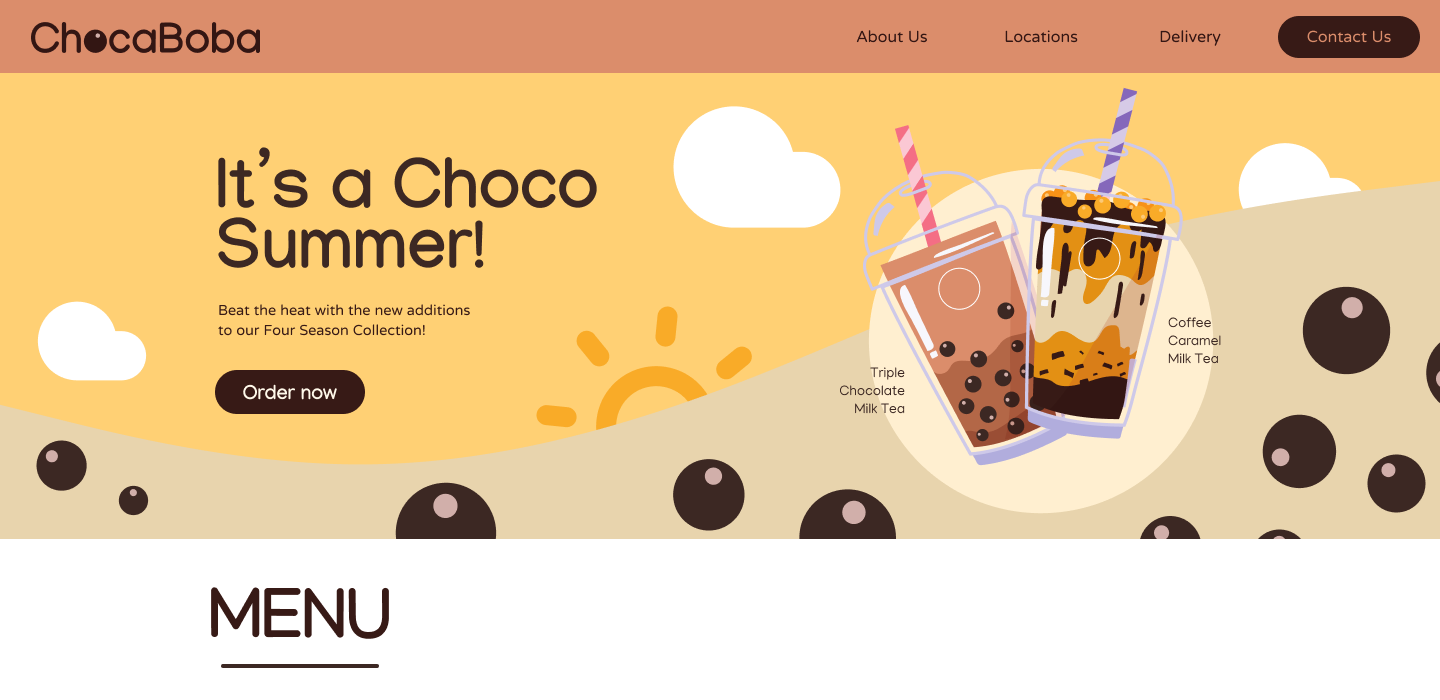 ChocaBoba
About Us
Locations
Delivery
Contact Us
It’s a Choco
Summer!
Beat the heat with the new additions
to our Four Season Collection!
Order now
Triple
Chocolate
Milk Tea
Coffee
Caramel
Milk Tea
MENU